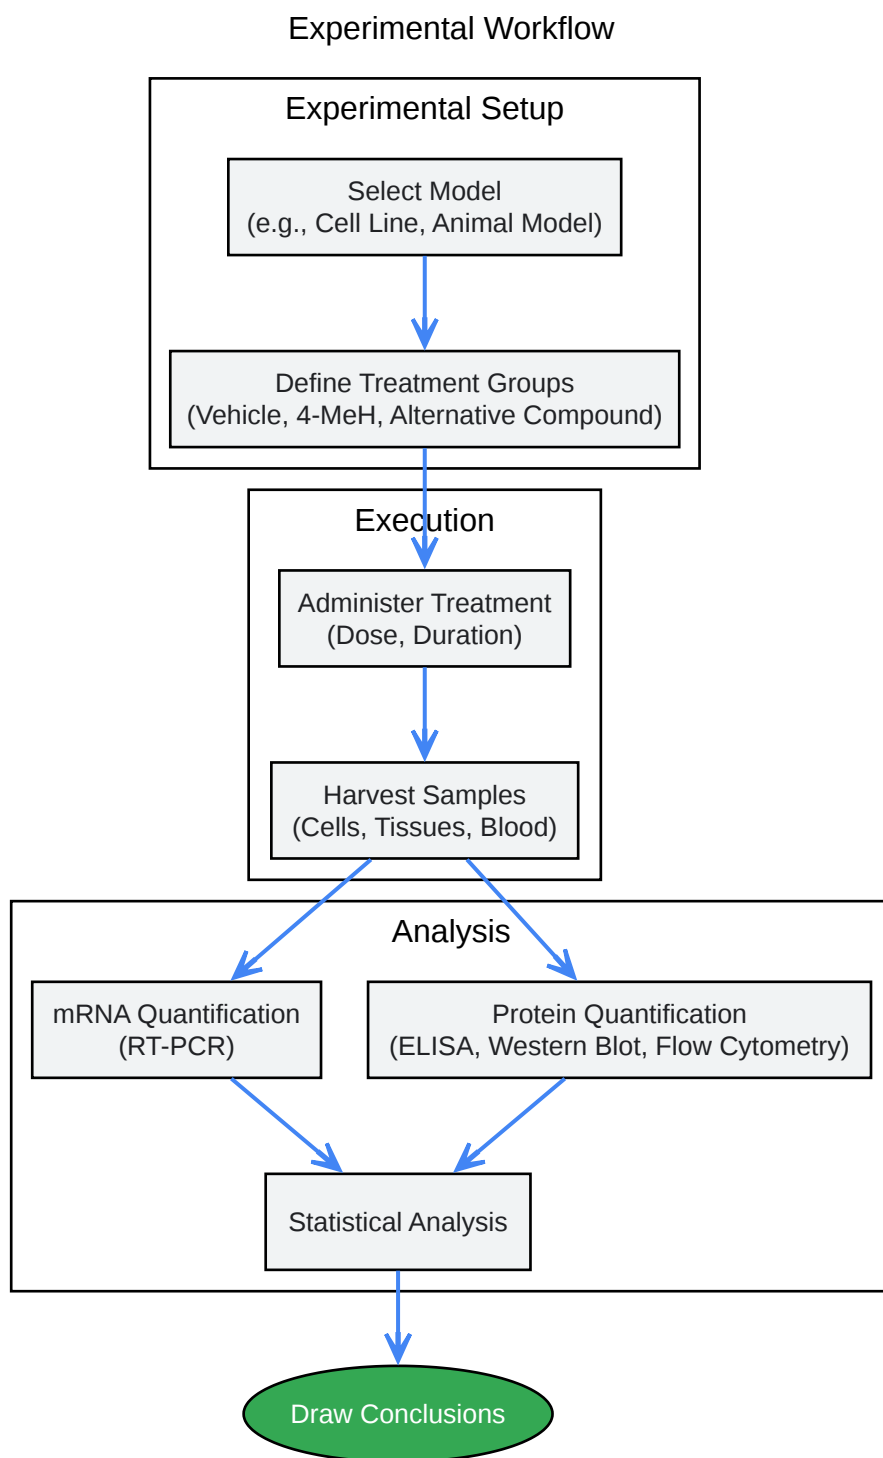 Experimental Workflow
Experimental Setup
Select Model
(e.g., Cell Line, Animal Model)
Define Treatment Groups
(Vehicle, 4-MeH, Alternative Compound)
Execution
Administer Treatment
(Dose, Duration)
Harvest Samples
(Cells, Tissues, Blood)
Analysis
mRNA Quantification
(RT-PCR)
Protein Quantification
(ELISA, Western Blot, Flow Cytometry)
Statistical Analysis
Draw Conclusions